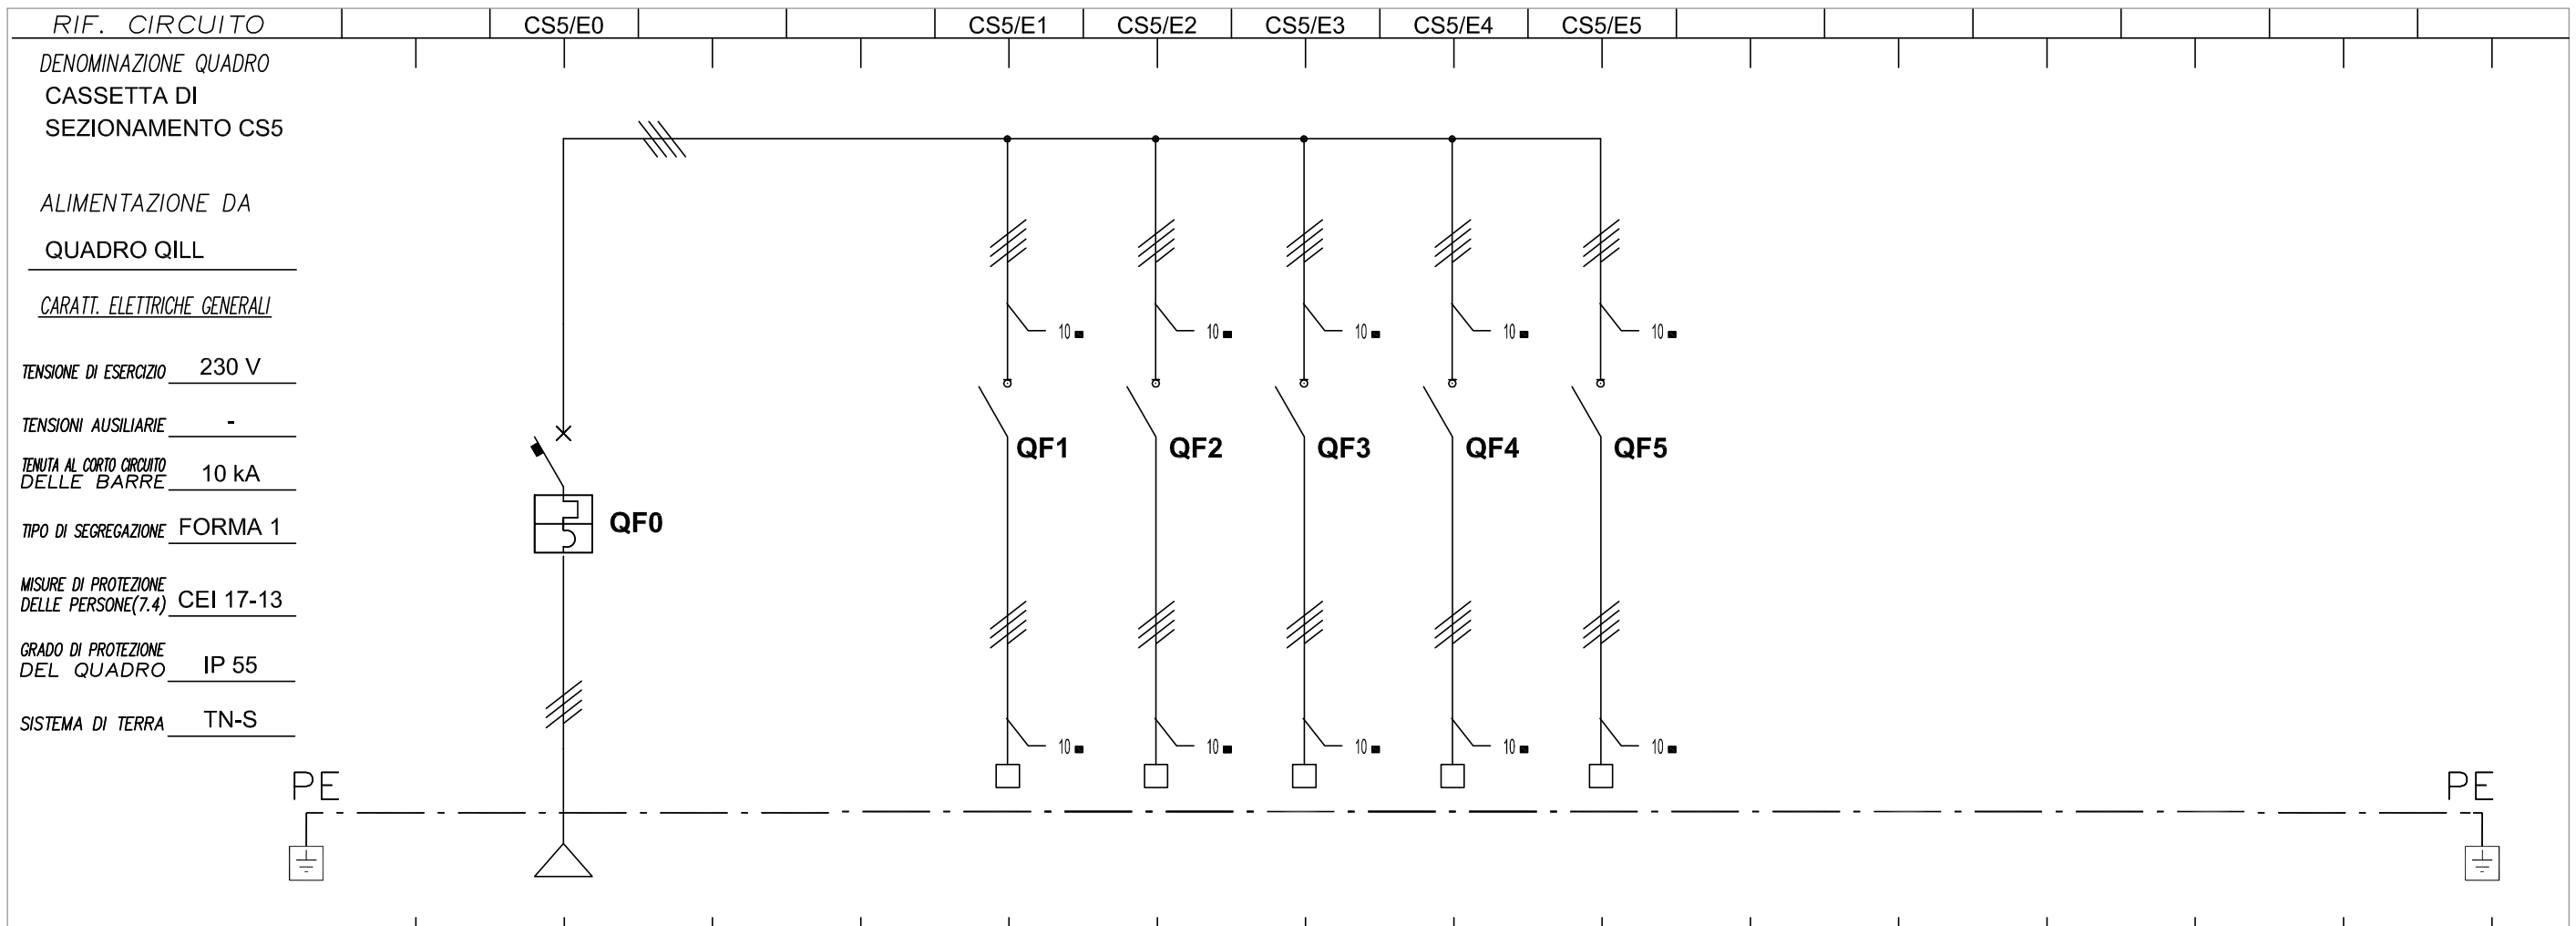 RIF. CIRCUITO CS5/E0 CS5/E1 CS5/E2 CS5/E3 CS5/E4 CS5/E5
DENOMINAZIONE QUADRO
CASSETTA DI
SEZIONAMENTO CS5
ALIMENTAZIONE DA
QUADRO QILL
CARATT. ELETTRICHE GENERALI
10 10 10 10 10
TENSIONE DI ESERCIZIO 230 V
TENSIONI AUSILIARIE -
QF1 QF2 QF3 QF4 QF5
TENUTA AL CORTO CIRCUITO
DELLE BARRE 10 kA
TIPO DI SEGREGAZIONE FORMA 1
QF0
MISURE DI PROTEZIONE
DELLE PERSONE(7.4) CEI 17-13
GRADO DI PROTEZIONE
DEL QUADRO IP 55
SISTEMA DI TERRA TN-S
10 10 10 10 10
PE PE